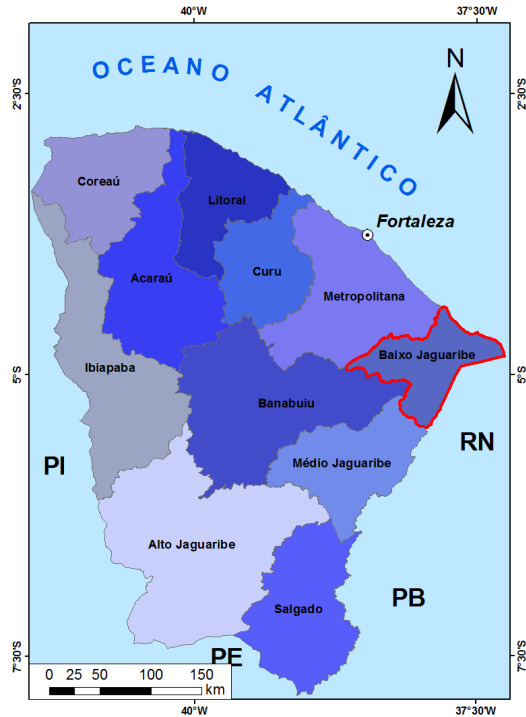 40°W
37°30'W
OCEANO ATLÂNTICO
N
2°30'S
2°30'S
Coreaú
Litoral
Fortaleza
Acaraú
Curu
Metropolitana
Baixo Jaguaribe
Ibiapaba
5°S
5°S
Banabuiu
RN
PI
Médio Jaguaribe
Alto Jaguaribe
PB
Salgado
PE
7°30'S
7°30'S
0 25 50 100 150
km
40°W
37°30'W